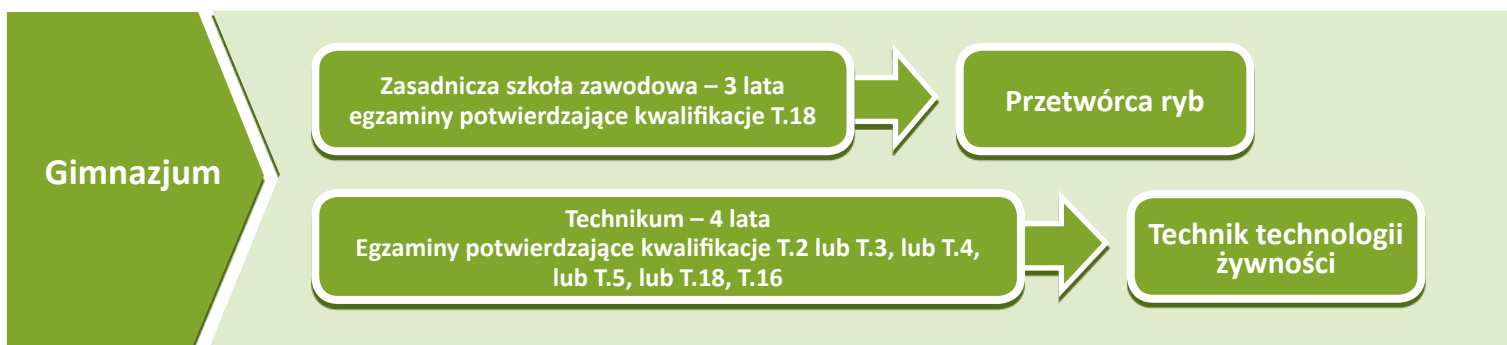 Gimnazjum
Zasadnicza szkoła zawodowa – 3 lata
egzaminy potwierdzające kwalifikacje T.18
Przetwórca ryb
Technikum – 4 lata
Egzaminy potwierdzające kwalifikacje T.2 lub T.3, lub T.4,
lub T.5, lub T.18, T.16
Technik technologii
żywności